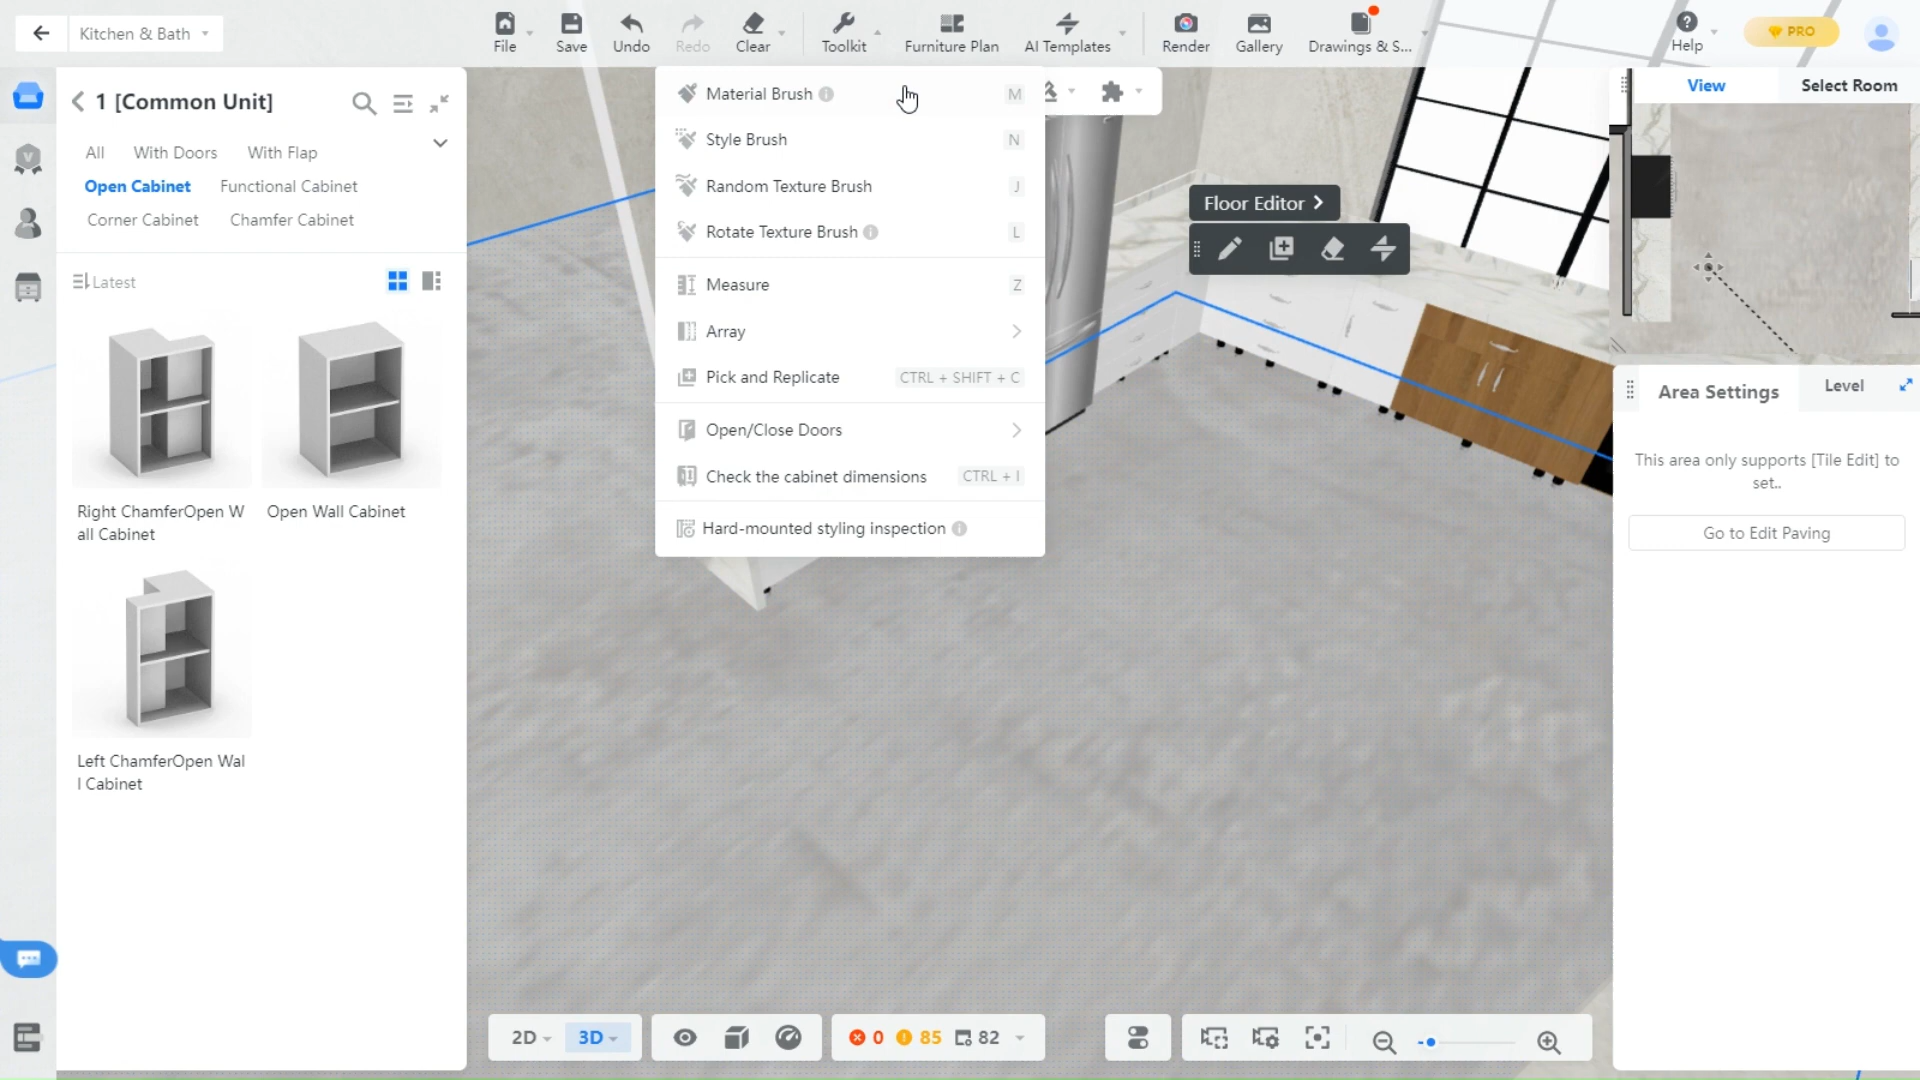 Kitchen & Bath
File
Save
Undo
Redo
Clear
Toolkit
Furniture Plan
AI Templates
Render
Gallery
Drawings & S...
Help
PRO
1 [Common Unit]
All
With Doors
With Flap
Open Cabinet
Functional Cabinet
Corner Cabinet
Chamfer Cabinet
Latest
Right ChamferOpen W
all Cabinet
Open Wall Cabinet
Left ChamferOpen Wal
l Cabinet
Material Brush M
Style Brush N
Random Texture Brush J
Rotate Texture Brush L
Measure Z
Array
Pick and Replicate CTRL + SHIFT + C
Open/Close Doors
Check the cabinet dimensions CTRL + I
Hard-mounted styling inspection
Floor Editor
View
Select Room
Area Settings
Level
This area only supports [Tile Edit] to
set..
Go to Edit Paving
2D
3D
0
85
82